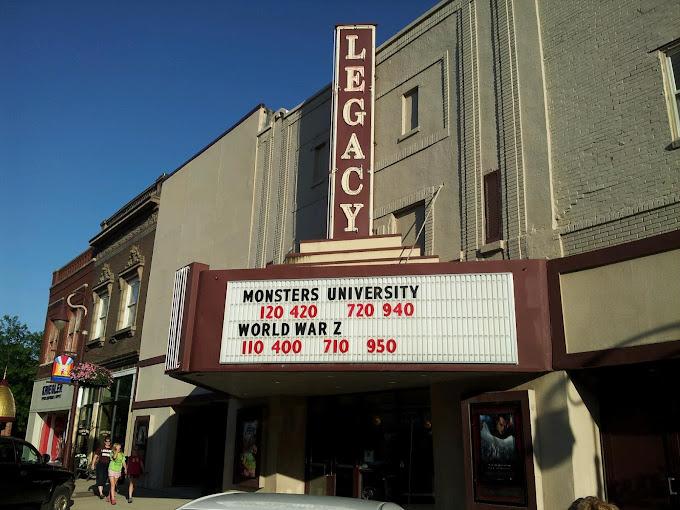 LEGACY
MONSTERS UNIVERSITY
120 420 720 940
WORLD WAR Z
110 400 710 950